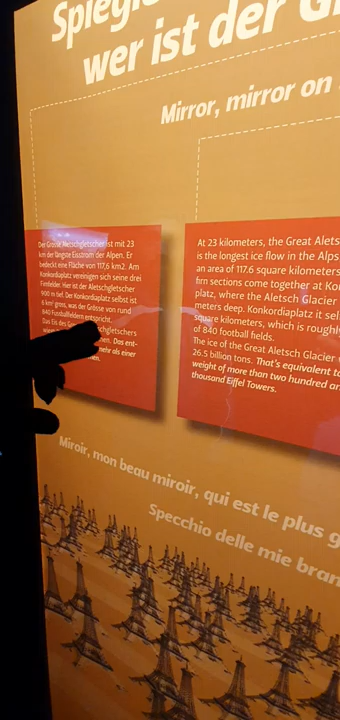 Spiegle
wer ist der G
Mirror, mirror on
Der Grosse Aletschgletscher ist mit 23
km der längste Eisstrom der Alpen. Er
bedeckt eine Fläche von 117,6 km2. Am
Konkordiaplatz vereinigen sich seine drei
Firnfelder. Hier ist der Aletschgletscher
900 m tief. Der Konkordiaplatz selbst ist
6 km² gross, was der Grösse von rund
840 Fussballfeldern entspricht.
Das Eis des G schgletschers
wie hen. Das ent-
mehr als einer
hen.
At 23 kilometers, the Great Alets
is the longest ice flow in the Alps
an area of 117.6 square kilometers
firn sections come together at Ko
platz, where the Aletsch Glacier
meters deep. Konkordiaplatz it sel
square kilometers, which is roughl
of 840 football fields.
The ice of the Great Aletsch Glacier
26.5 billion tons. That's equivalent to
weight of more than two hundred an
thousand Eiffel Towers.
Miroir, mon beau miroir, qui est le plus g
Specchio delle mie bram